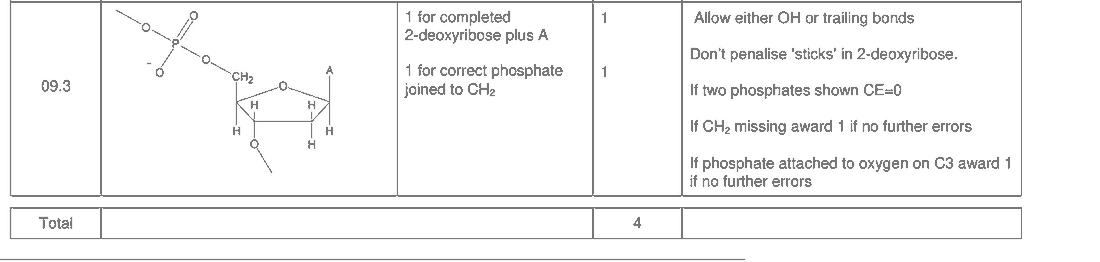 09.3
O
O
P
-
O
O
CH₂
A
O
H
H
H
H
O
H
1 for completed
2-deoxyribose plus A
1 for correct phosphate
joined to CH₂
1
1
Allow either OH or trailing bonds
Don't penalise 'sticks' in 2-deoxyribose.
If two phosphates shown CE=0
If CH₂ missing award 1 if no further errors
If phosphate attached to oxygen on C3 award 1
if no further errors
Total
4